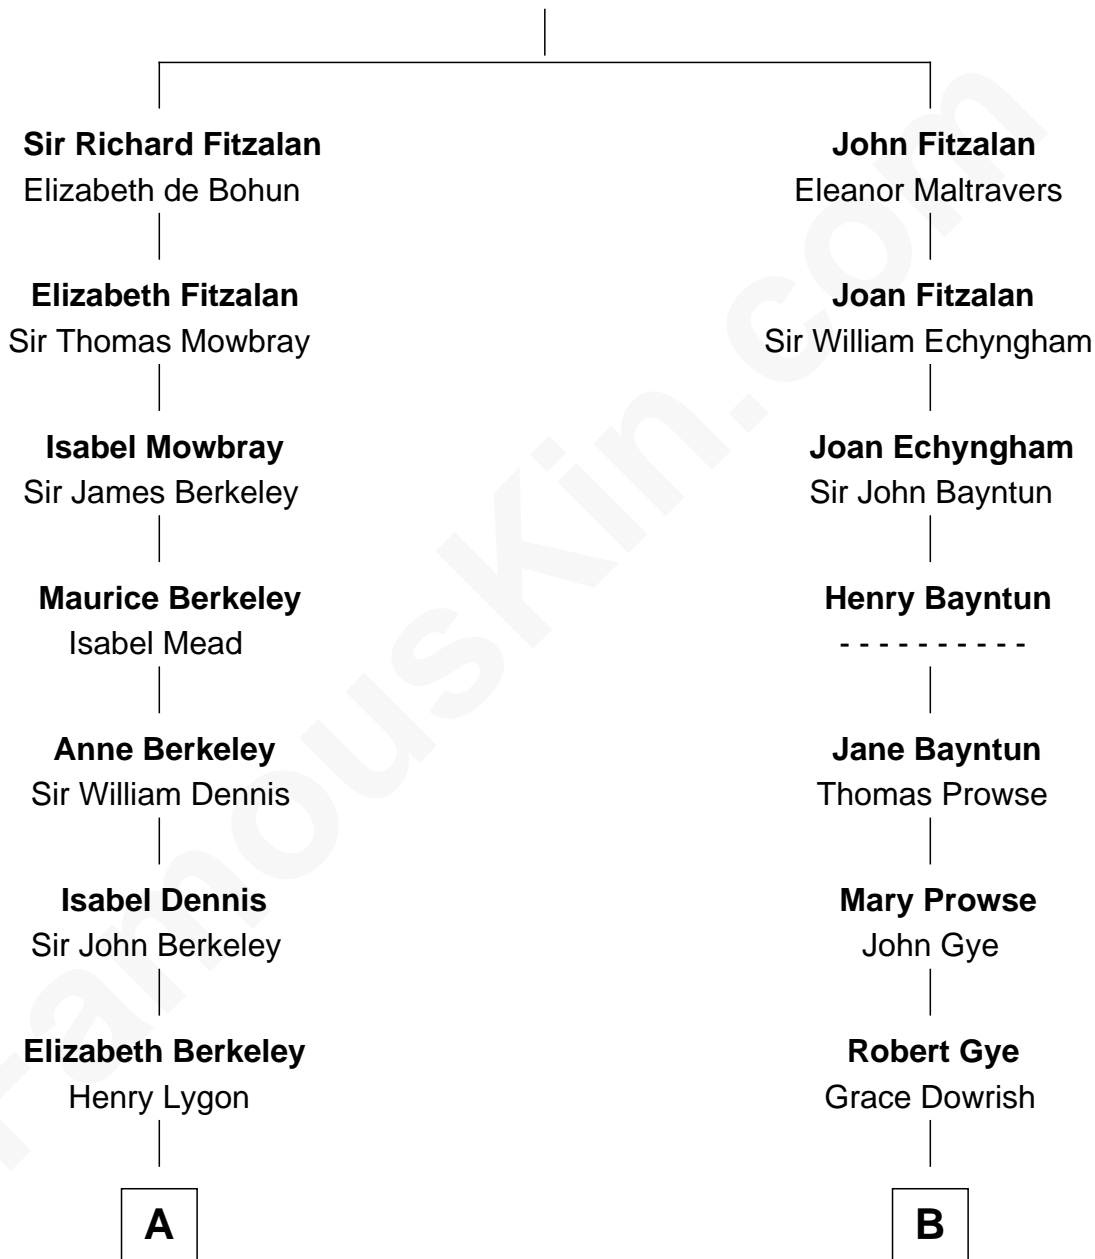 Sir Richard Fitzalan
Elizabeth de Bohun
Elizabeth Fitzalan
Sir Thomas Mowbray
Isabel Mowbray
Sir James Berkeley
Maurice Berkeley
Isabel Mead
Anne Berkeley
Sir William Dennis
Isabel Dennis
Sir John Berkeley
Elizabeth Berkeley
Henry Lygon
A
John Fitzalan
Eleanor Maltravers
Joan Fitzalan
Sir William Echyngham
Joan Echyngham
Sir John Bayntun
Henry Bayntun
- - - - - - - - - -
Jane Bayntun
Thomas Prowse
Mary Prowse
John Gye
Robert Gye
Grace Dowrish
B
FamousKin.com